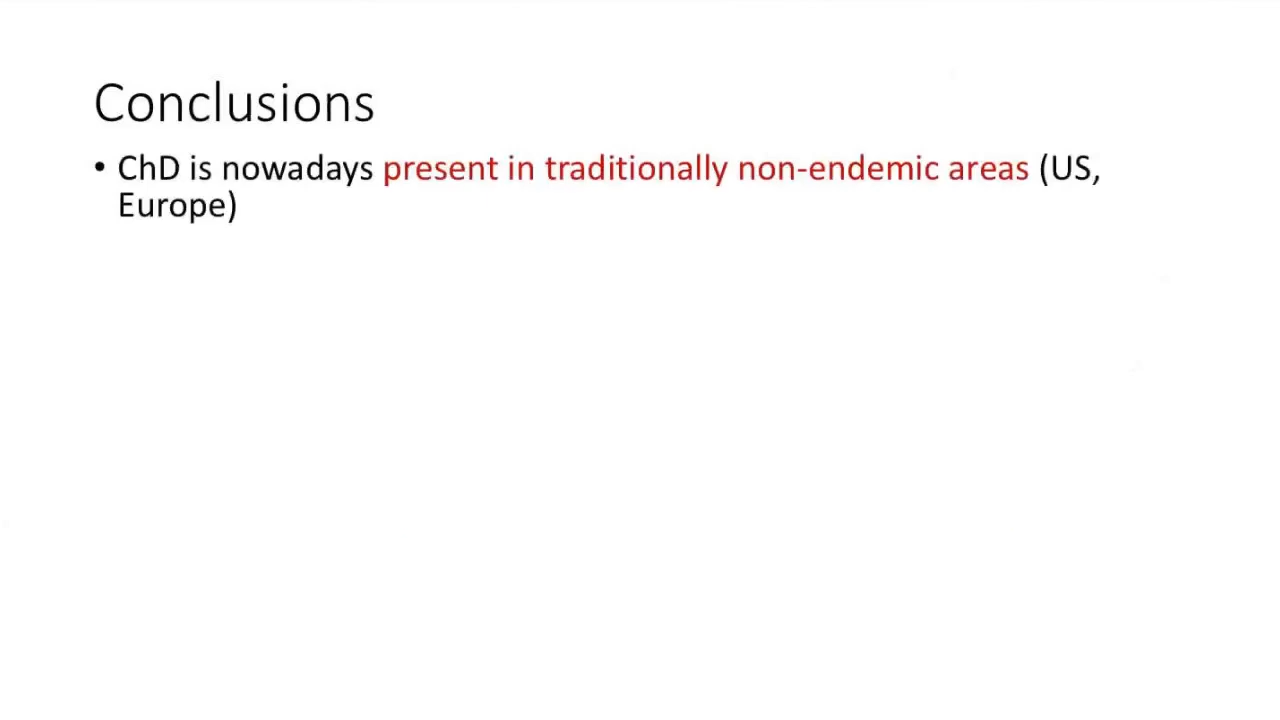 Conclusions
• ChD is nowadays present in traditionally non-endemic areas (US,
Europe)